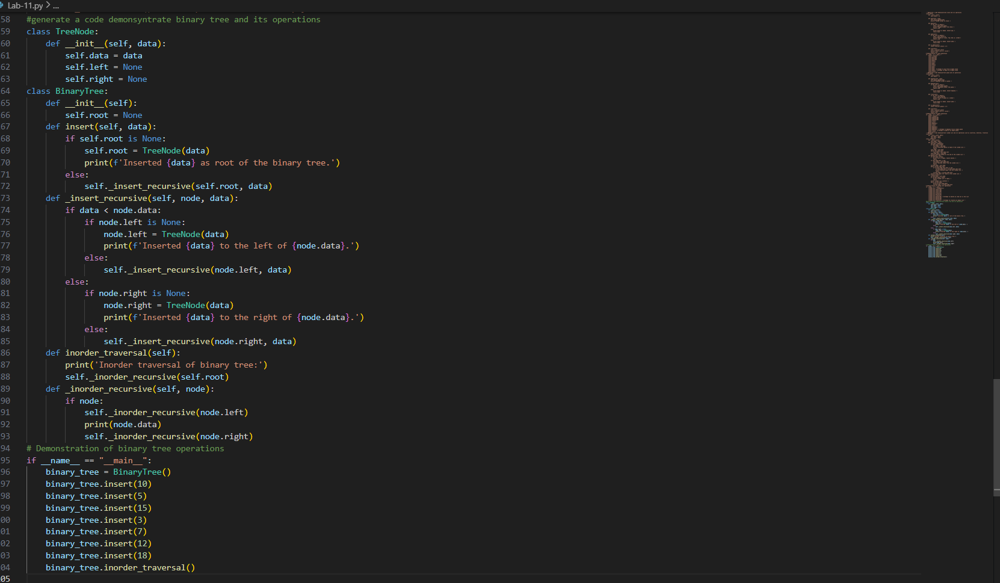 Lab-11.py > ...
58 #generate a code demonsyntrate binary tree and its operations
59 class TreeNode:
60     def __init__(self, data):
61         self.data = data
62         self.left = None
63         self.right = None
64 class BinaryTree:
65     def __init__(self):
66         self.root = None
67     def insert(self, data):
68         if self.root is None:
69             self.root = TreeNode(data)
70             print(f'Inserted {data} as root of the binary tree.')
71         else:
72             self._insert_recursive(self.root, data)
73     def _insert_recursive(self, node, data):
74         if data < node.data:
75             if node.left is None:
76                 node.left = TreeNode(data)
77                 print(f'Inserted {data} to the left of {node.data}.')
78             else:
79                 self._insert_recursive(node.left, data)
80         else:
81             if node.right is None:
82                 node.right = TreeNode(data)
83                 print(f'Inserted {data} to the right of {node.data}.')
84             else:
85                 self._insert_recursive(node.right, data)
86     def inorder_traversal(self):
87         print('Inorder traversal of binary tree:')
88         self._inorder_recursive(self.root)
89     def _inorder_recursive(self, node):
90         if node:
91             self._inorder_recursive(node.left)
92             print(node.data)
93             self._inorder_recursive(node.right)
94 # Demonstration of binary tree operations
95 if __name__ == "__main__":
96     binary_tree = BinaryTree()
97     binary_tree.insert(10)
98     binary_tree.insert(5)
99     binary_tree.insert(15)
00     binary_tree.insert(3)
01     binary_tree.insert(7)
02     binary_tree.insert(12)
03     binary_tree.insert(18)
04     binary_tree.inorder_traversal()
05